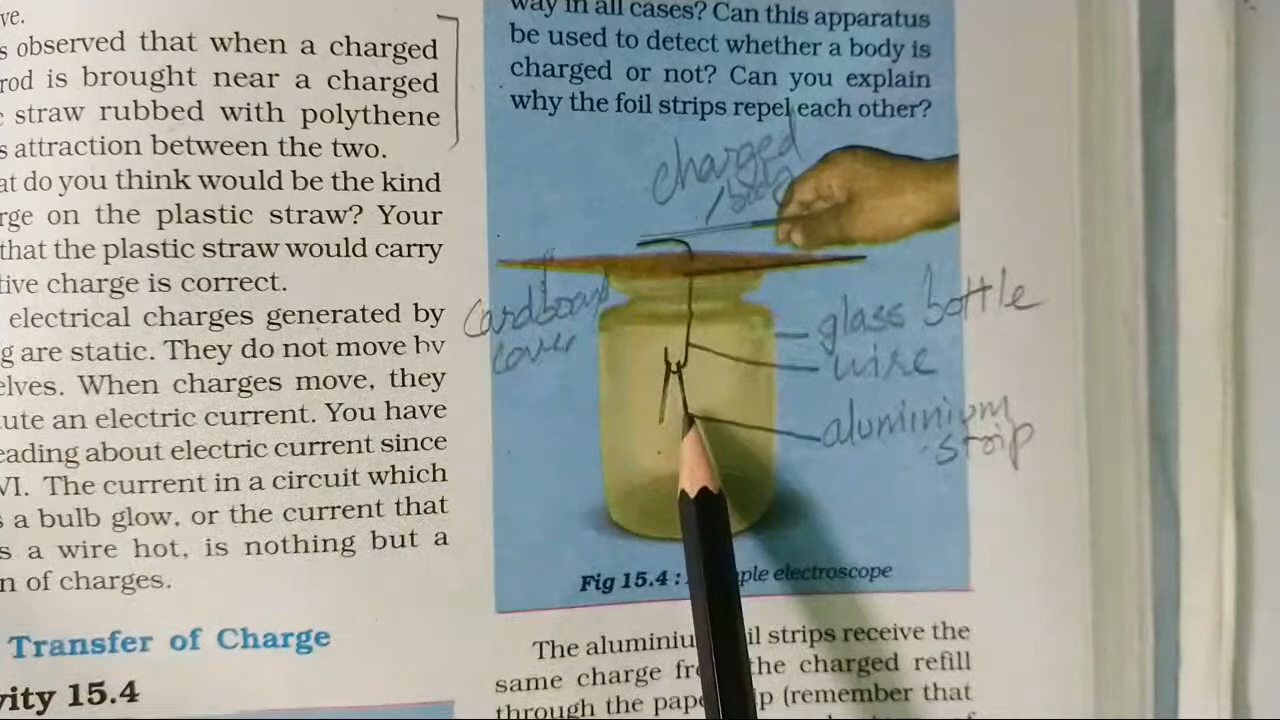 ve.
s observed that when a charged
rod is brought near a charged
c straw rubbed with polythene
s attraction between the two.
at do you think would be the kind
rge on the plastic straw? Your
that the plastic straw would carry
tive charge is correct.
electrical charges generated by
g are static. They do not move by
elves. When charges move, they
ute an electric current. You have
eading about electric current since
VI. The current in a circuit which
s a bulb glow, or the current that
s a wire hot, is nothing but a
n of charges.
Transfer of Charge
vity 15.4
way in all cases? Can this apparatus
be used to detect whether a body is
charged or not? Can you explain
why the foil strips repel each other?
charged
body
cardboard
cover
glass bottle
wire
aluminium
strip
Fig 15.4 : ple electroscope
The aluminiu il strips receive the
same charge fro the charged refill
through the pape ip (remember that